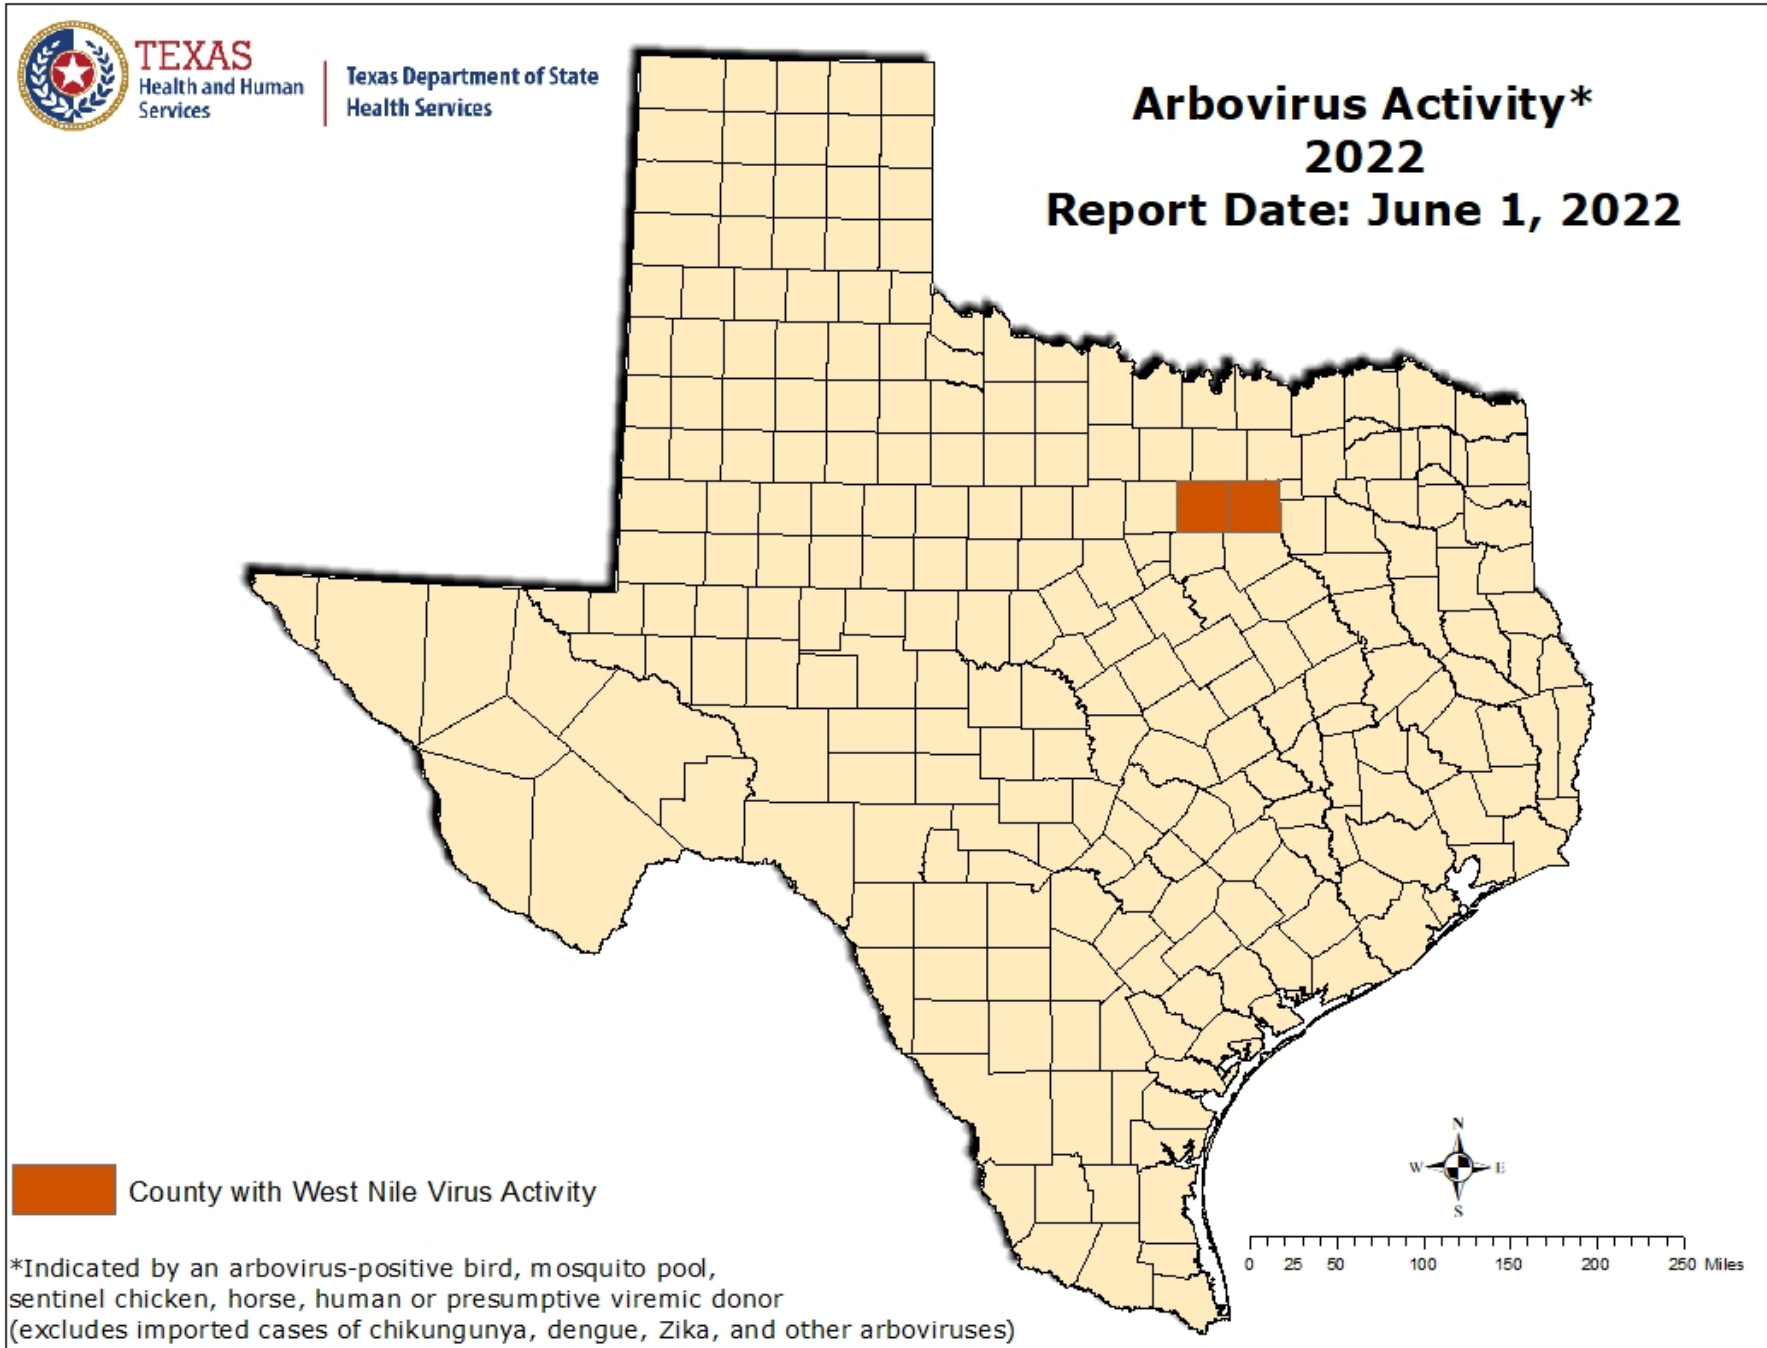 TEXAS
Health and Human
Services
Texas Department of State
Health Services
Arbovirus Activity*
2022
Report Date: June 1, 2022
County with West Nile Virus Activity
*Indicated by an arbovirus-positive bird, mosquito pool,
sentinel chicken, horse, human or presumptive viremic donor
(excludes imported cases of chikungunya, dengue, Zika, and other arboviruses)
N
W E
S
0 25 50 100 150 200 250 Miles